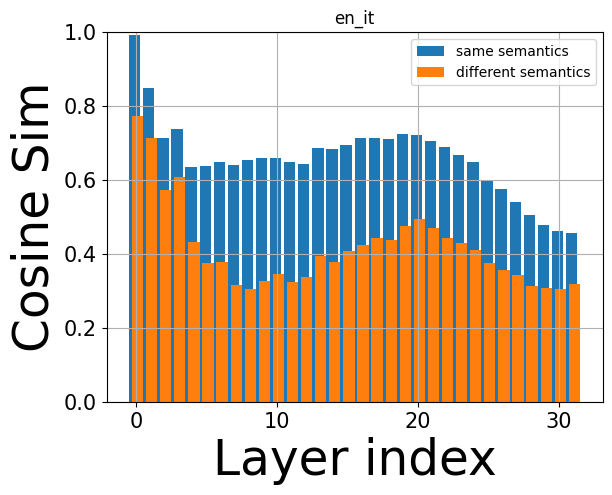 en_it
same semantics
different semantics
Cosine Sim
1.0
0.8
0.6
0.4
0.2
0.0
0 10 20 30
Layer index